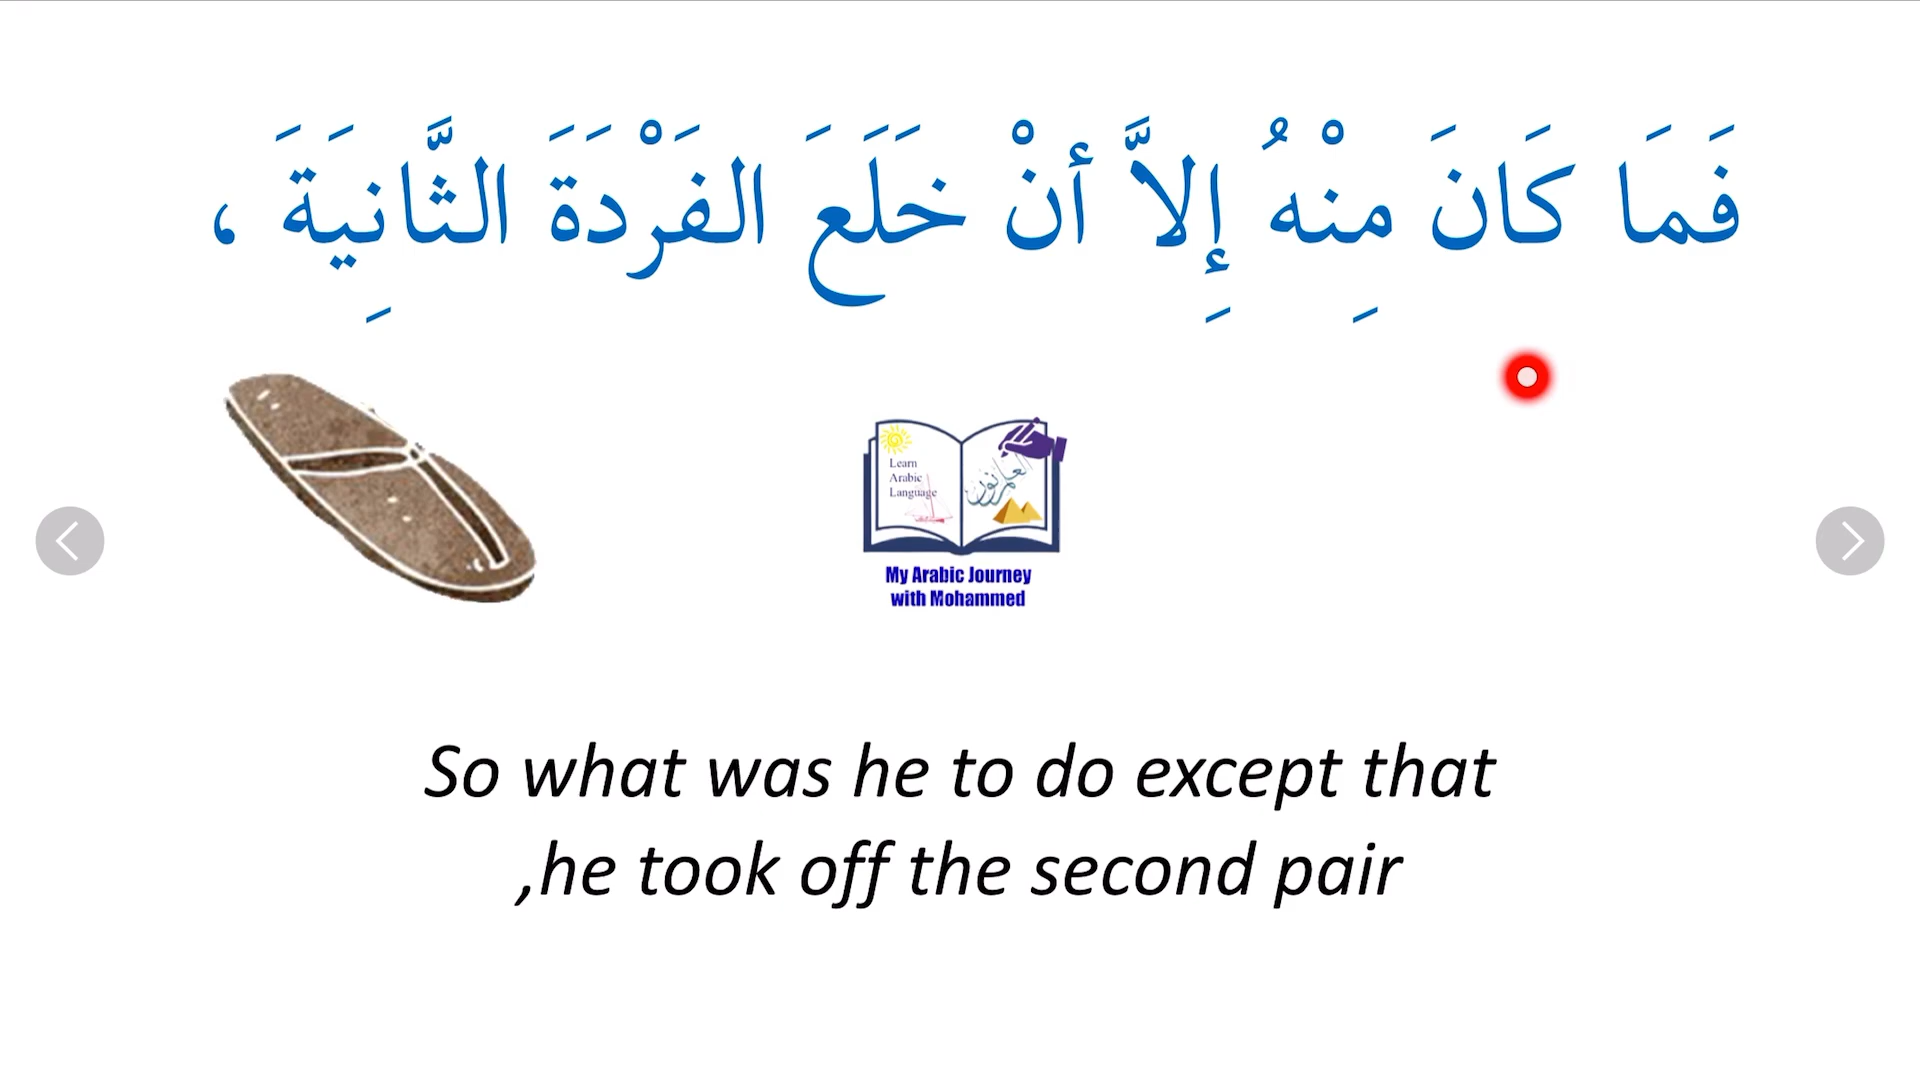 فَمَا كَانَ مِنْهُ إِلاَّ أَنْ خَلَعَ الفَرْدَةَ الثَّانِيَةَ ،
Learn
Arabic
Language
My Arabic Journey
with Mohammed
So what was he to do except that
,he took off the second pair